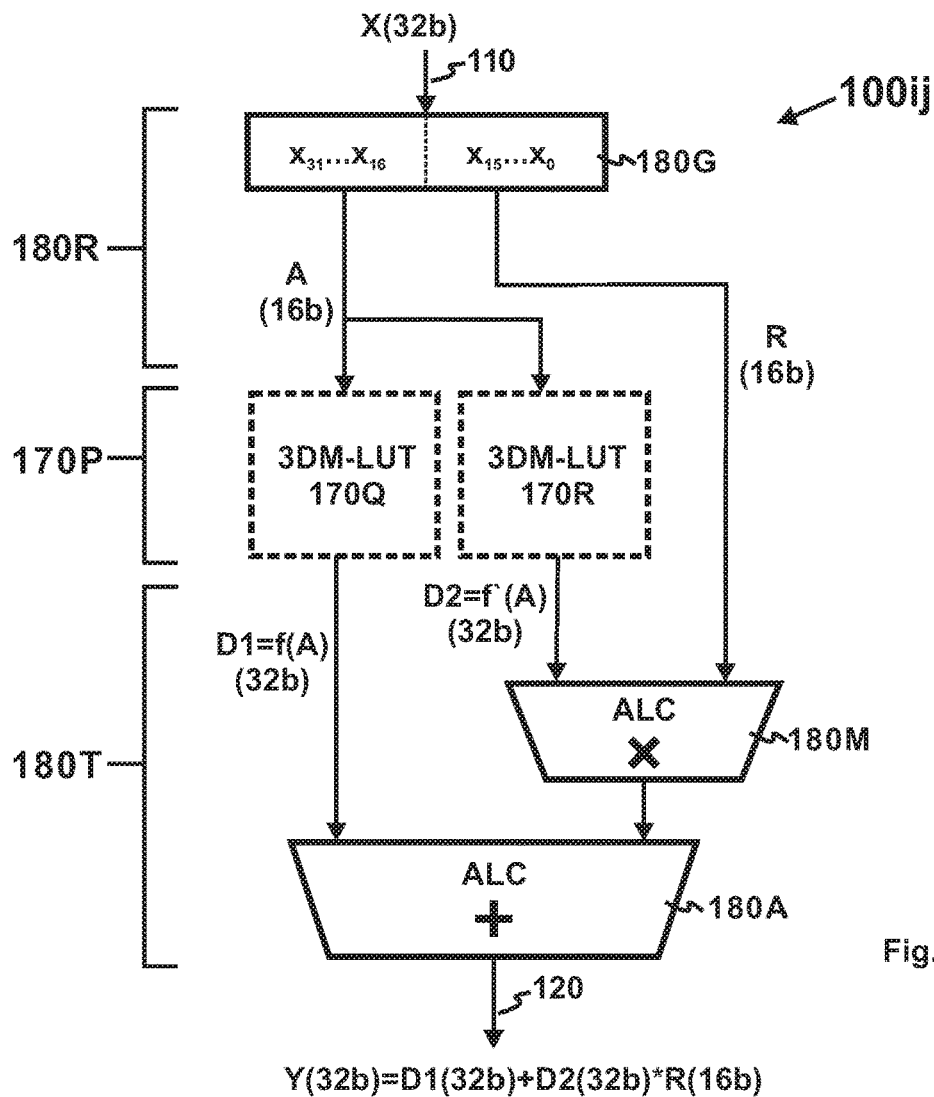 X(32b)
110
100ij
X₃₁...X₁₆
X₁₅...X₀
180G
180R
A
(16b)
R
(16b)
170P
3DM-LUT
170Q
3DM-LUT
170R
D1=f(A)
(32b)
D2=f`(A)
(32b)
180T
ALC
×
180M
ALC
+
180A
Fig.
120
Y(32b)=D1(32b)+D2(32b)*R(16b)